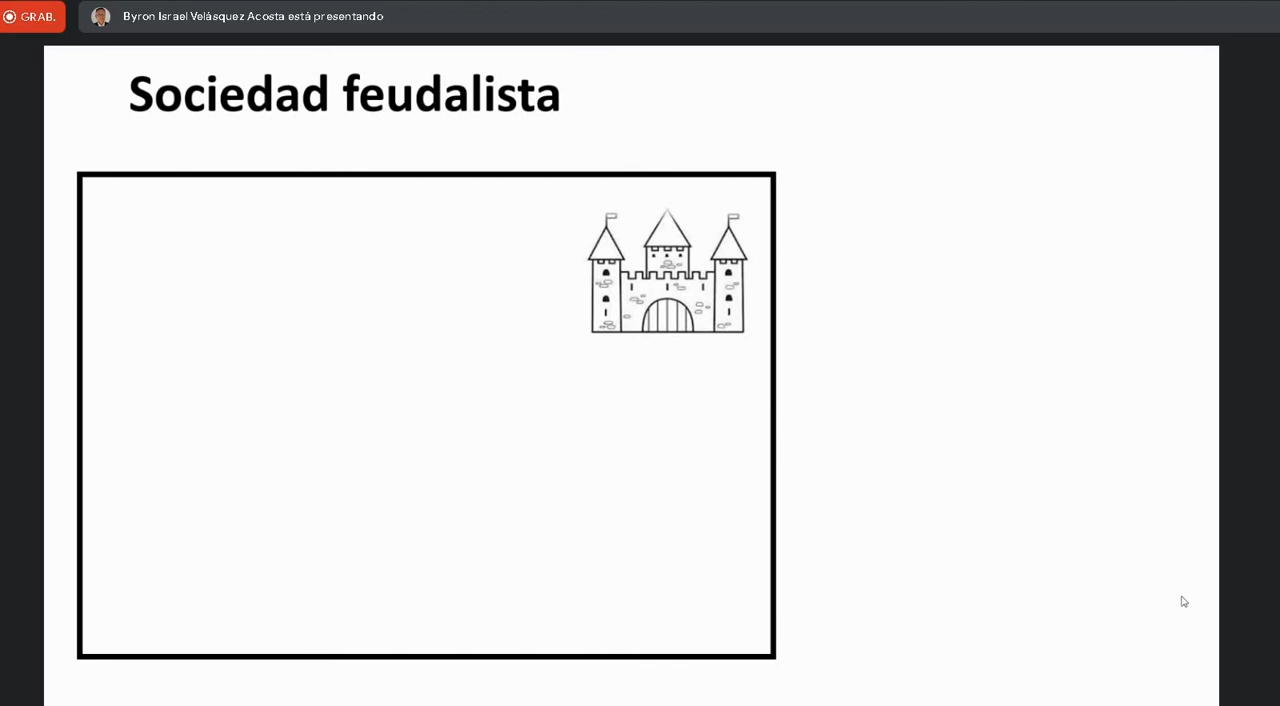 GRAB.
Byron Israel Velásquez Acosta está presentando
Sociedad feudalista